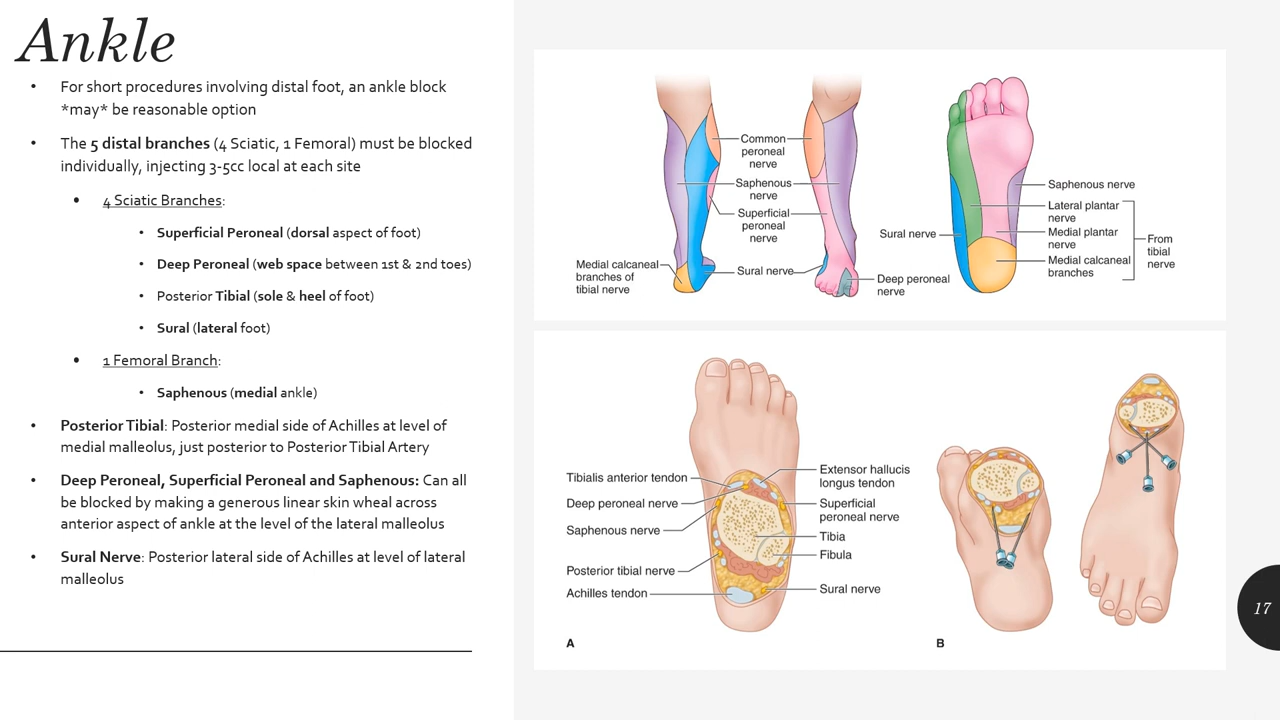 Ankle
• For short procedures involving distal foot, an ankle block
*may* be reasonable option
• The 5 distal branches (4 Sciatic, 1 Femoral) must be blocked
individually, injecting 3-5cc local at each site
• 4 Sciatic Branches:
• Superficial Peroneal (dorsal aspect of foot)
• Deep Peroneal (web space between 1st & 2nd toes)
• Posterior Tibial (sole & heel of foot)
• Sural (lateral foot)
• 1 Femoral Branch:
• Saphenous (medial ankle)
• Posterior Tibial: Posterior medial side of Achilles at level of
medial malleolus, just posterior to Posterior Tibial Artery
• Deep Peroneal, Superficial Peroneal and Saphenous: Can all
be blocked by making a generous linear skin wheal across
anterior aspect of ankle at the level of the lateral malleolus
• Sural Nerve: Posterior lateral side of Achilles at level of lateral
malleolus
Common
peroneal
nerve
Saphenous
nerve
Superficial
peroneal
nerve
Medial calcaneal
branches of
tibial nerve
Sural nerve
Deep peroneal
nerve
Sural nerve
Saphenous nerve
Lateral plantar
nerve
Medial plantar
nerve
Medial calcaneal
branches
From
tibial
nerve
Tibialis anterior tendon
Deep peroneal nerve
Saphenous nerve
Posterior tibial nerve
Achilles tendon
Extensor hallucis
longus tendon
Superficial
peroneal nerve
Tibia
Fibula
Sural nerve
A
B
17